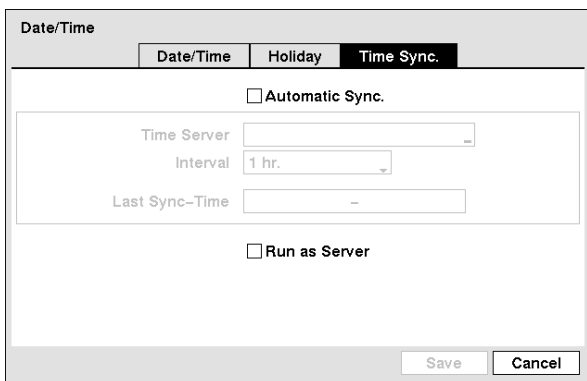 Date/Time
Date/Time Holiday Time Sync.
Automatic Sync.
Time Server
Interval 1 hr.
Last Sync-Time –
Run as Server
Save Cancel